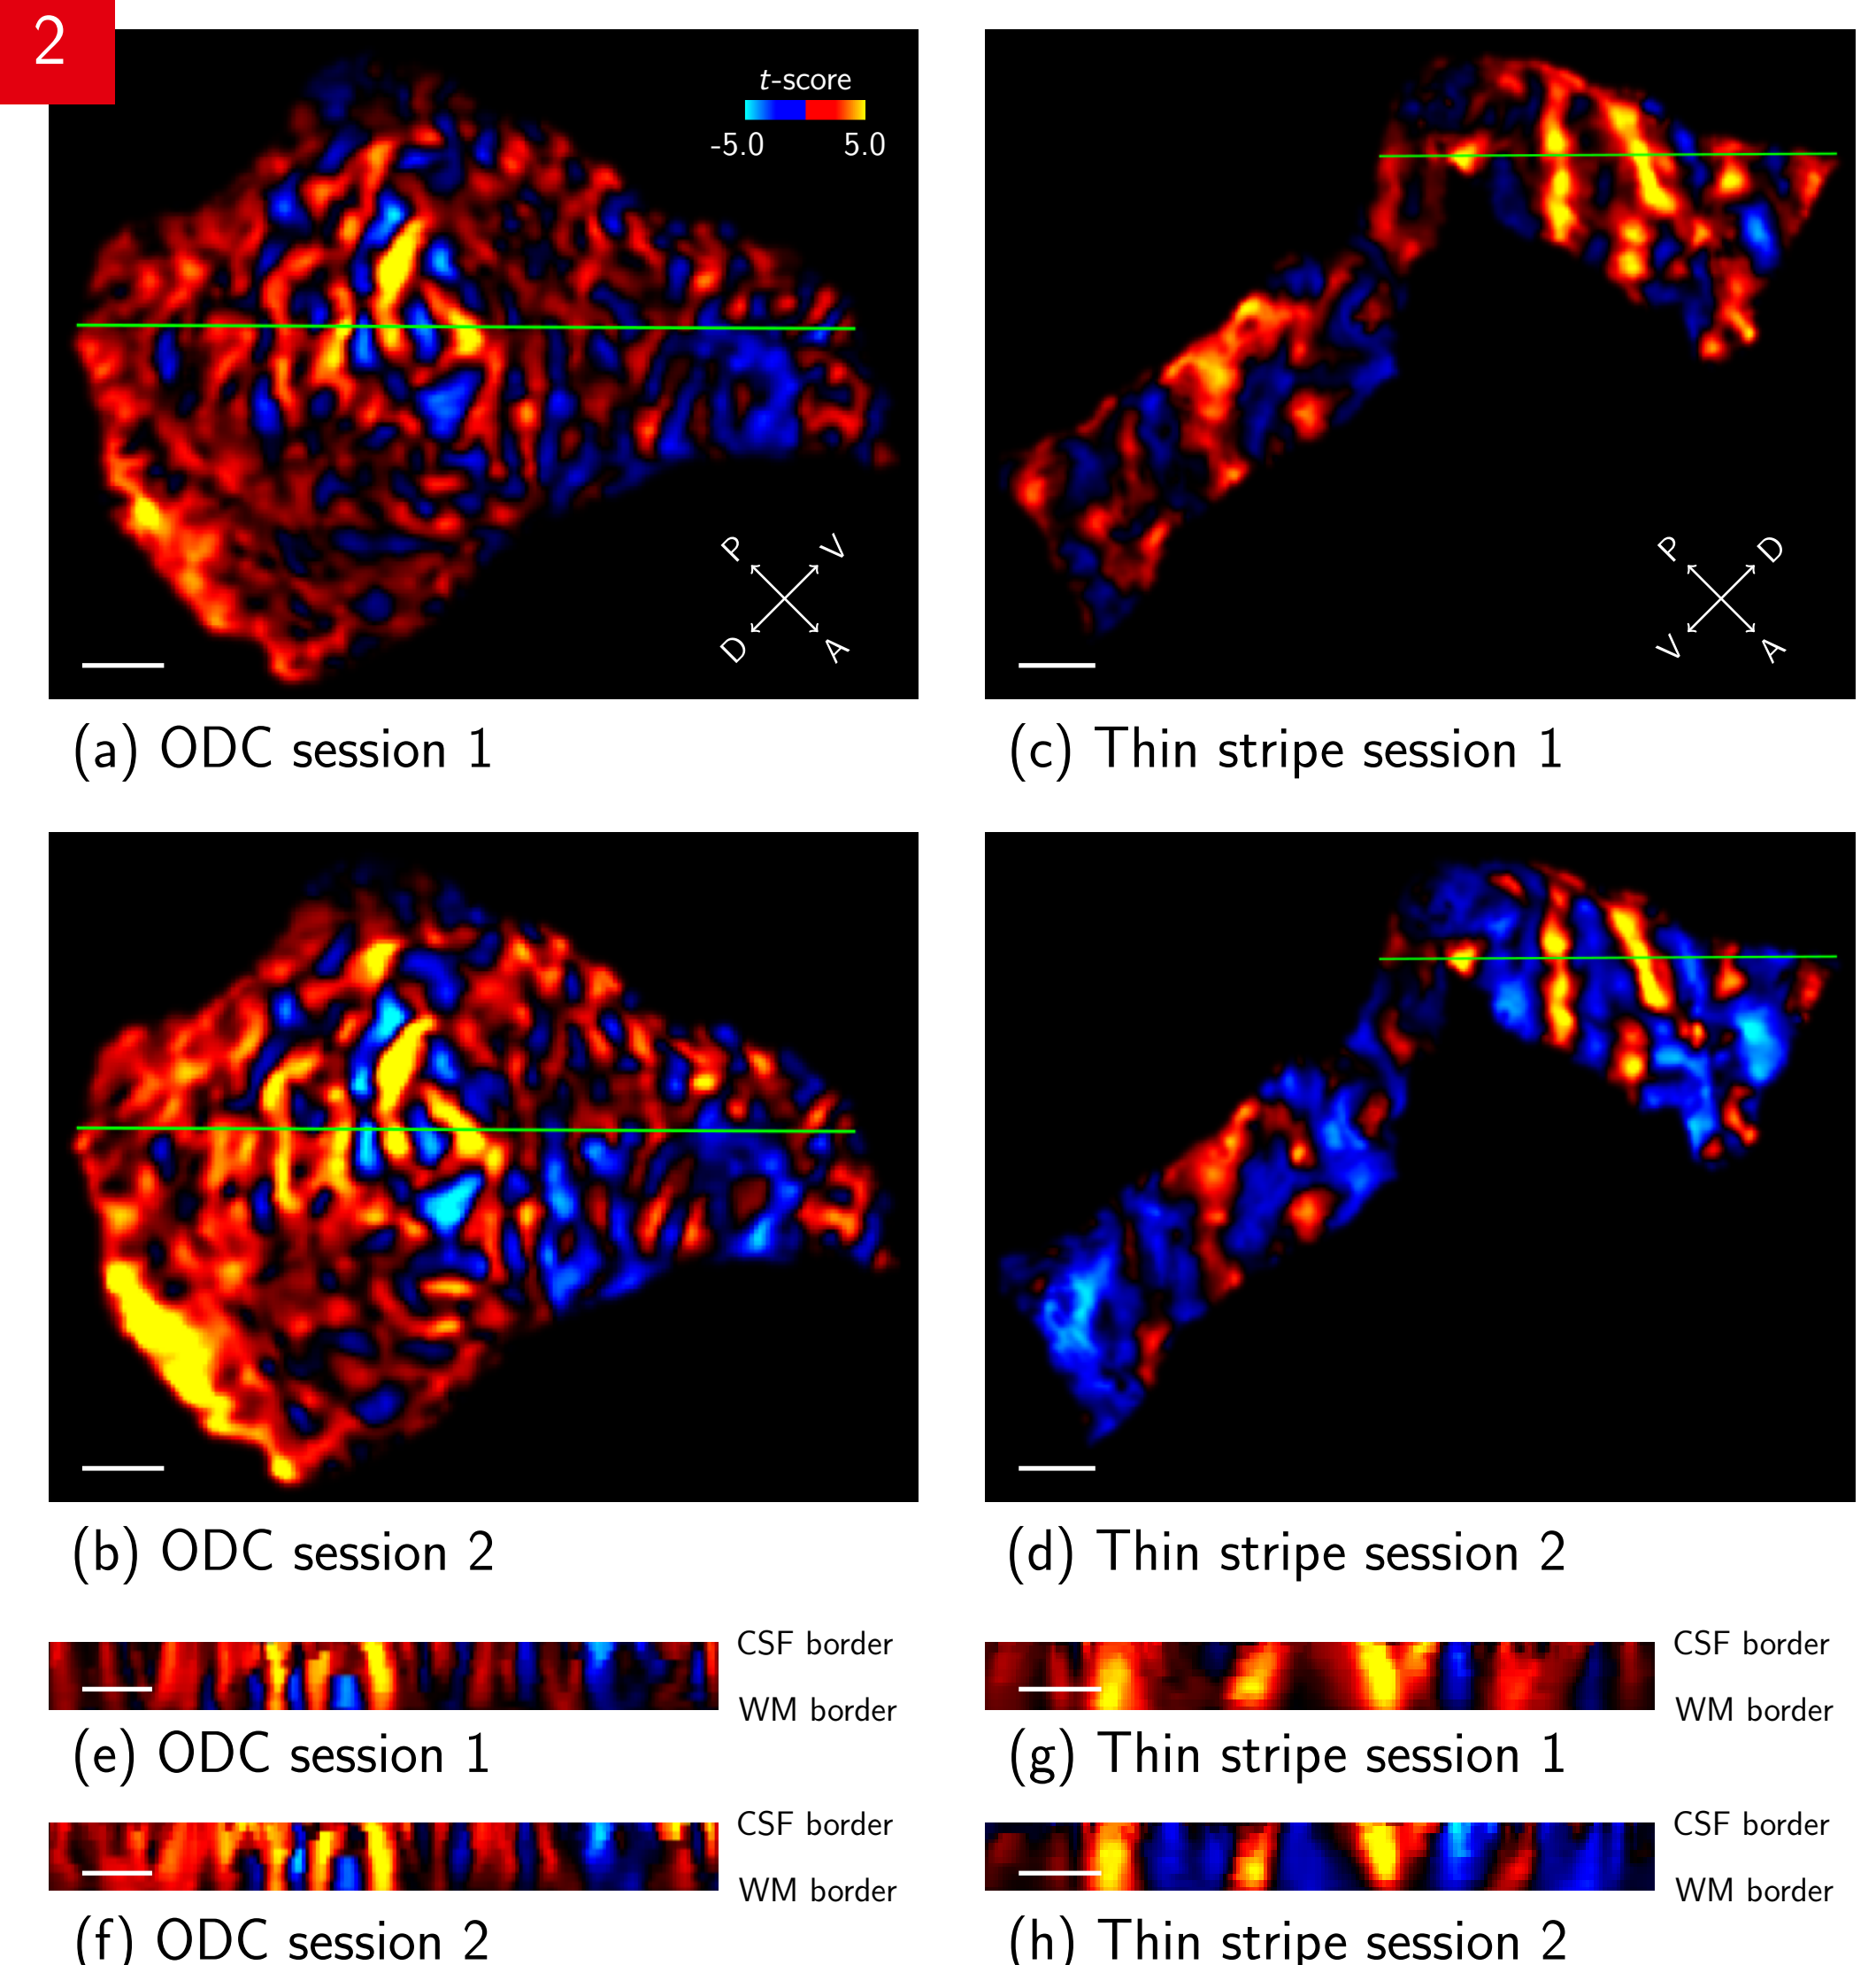 2
t-score
-5.0 5.0
P V
D A
(a) ODC session 1
P D
V A
(c) Thin stripe session 1
(b) ODC session 2
(d) Thin stripe session 2
CSF border
WM border
(e) ODC session 1
CSF border
WM border
(g) Thin stripe session 1
CSF border
WM border
(f) ODC session 2
CSF border
WM border
(h) Thin stripe session 2